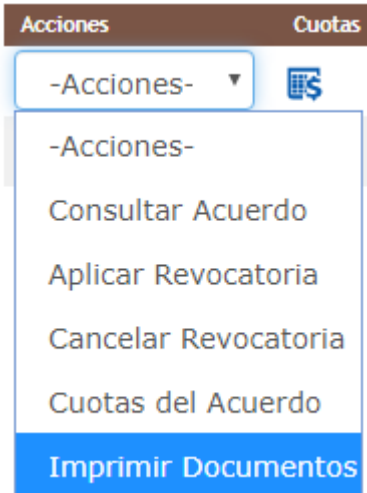 Acciones Cuotas
-Acciones-
-Acciones-
Consultar Acuerdo
Aplicar Revocatoria
Cancelar Revocatoria
Cuotas del Acuerdo
Imprimir Documentos